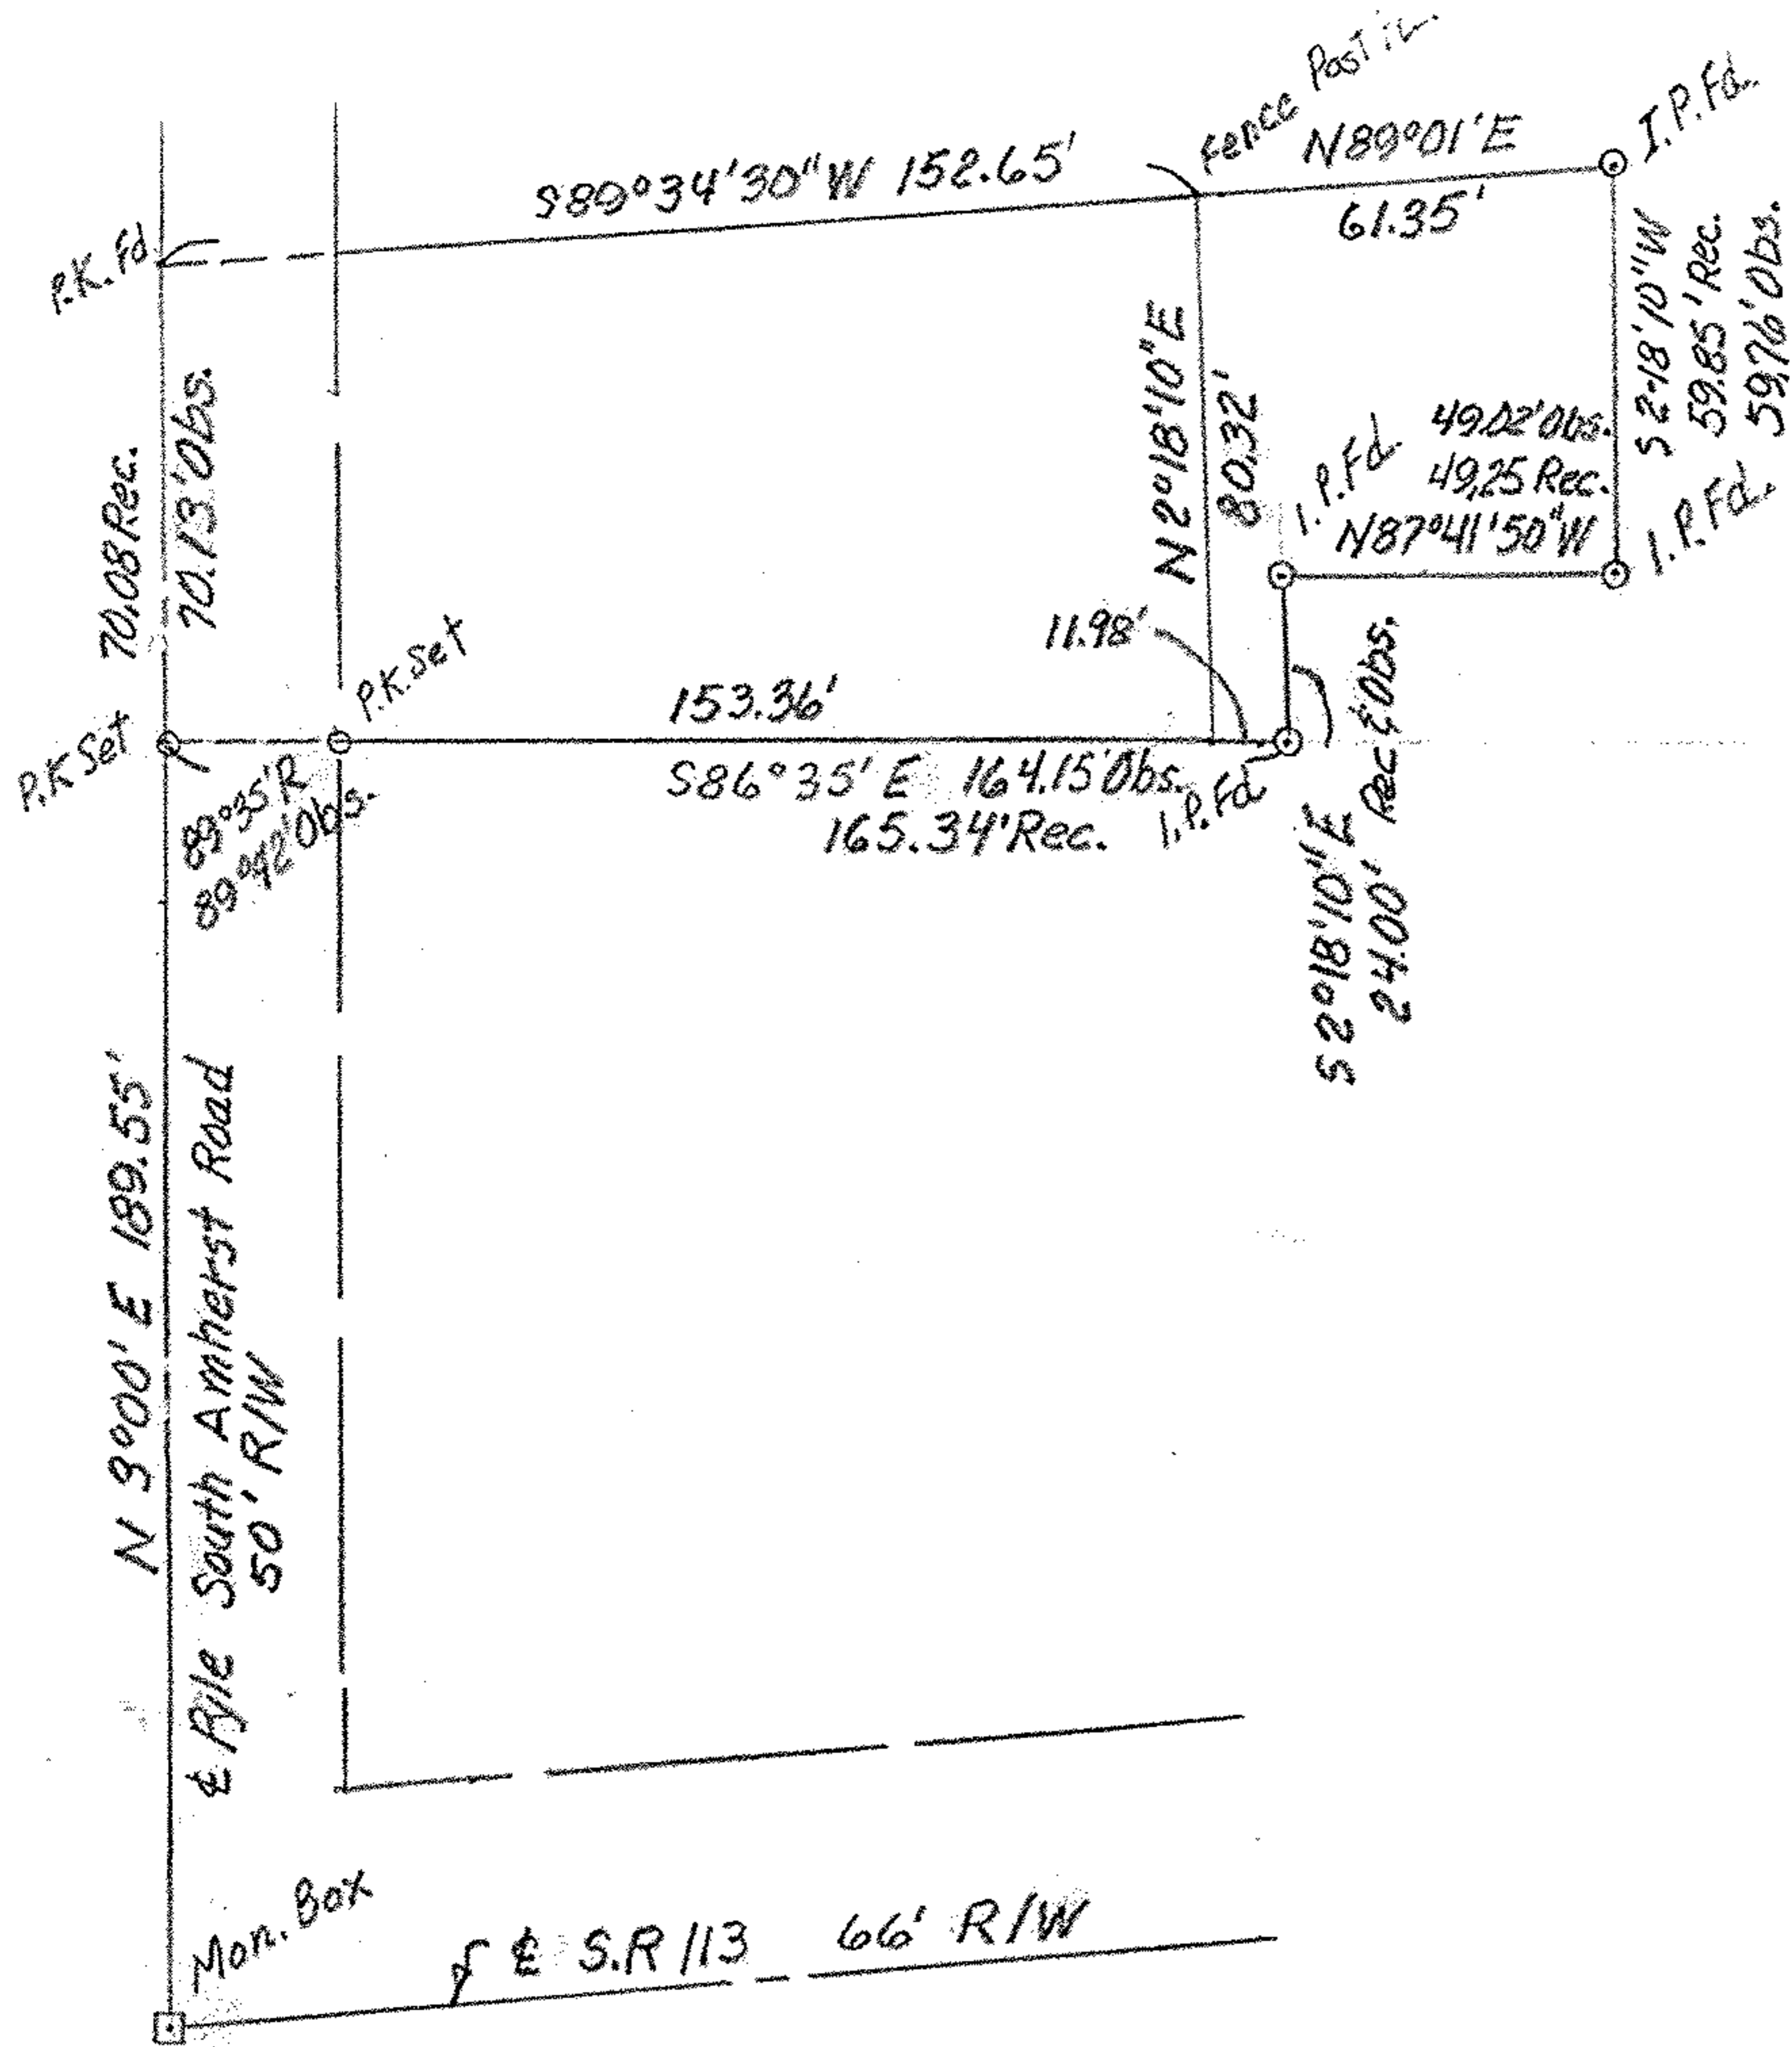 fence Post in
I.P.Fd.
N89°01'E
61.35'
S89°34'30"W 152.65'
P.K. Fd.
S 2-18'10"W
59.85' Rec.
59.76' Obs.
N 2°18'10"E
80.32'
70.08 Rec.
70.13' Obs.
I.P.Fd.
49.02' Obs.
49.25 Rec.
N87°41'50"W
I.P.Fd.
11.98'
P.K. Set
P.K Set
153.36'
S86°35' E 164.15' Obs.
165.34' Rec.
I.P.Fd
89°35'R
89°42' Obs.
S 2°18'10" E
24.00' Rec & Obs.
N 3°00' E 189.55'
℄ Pyle South Amherst Road
50' R/W
Mon. Box
℄ S.R 113 66' R/W